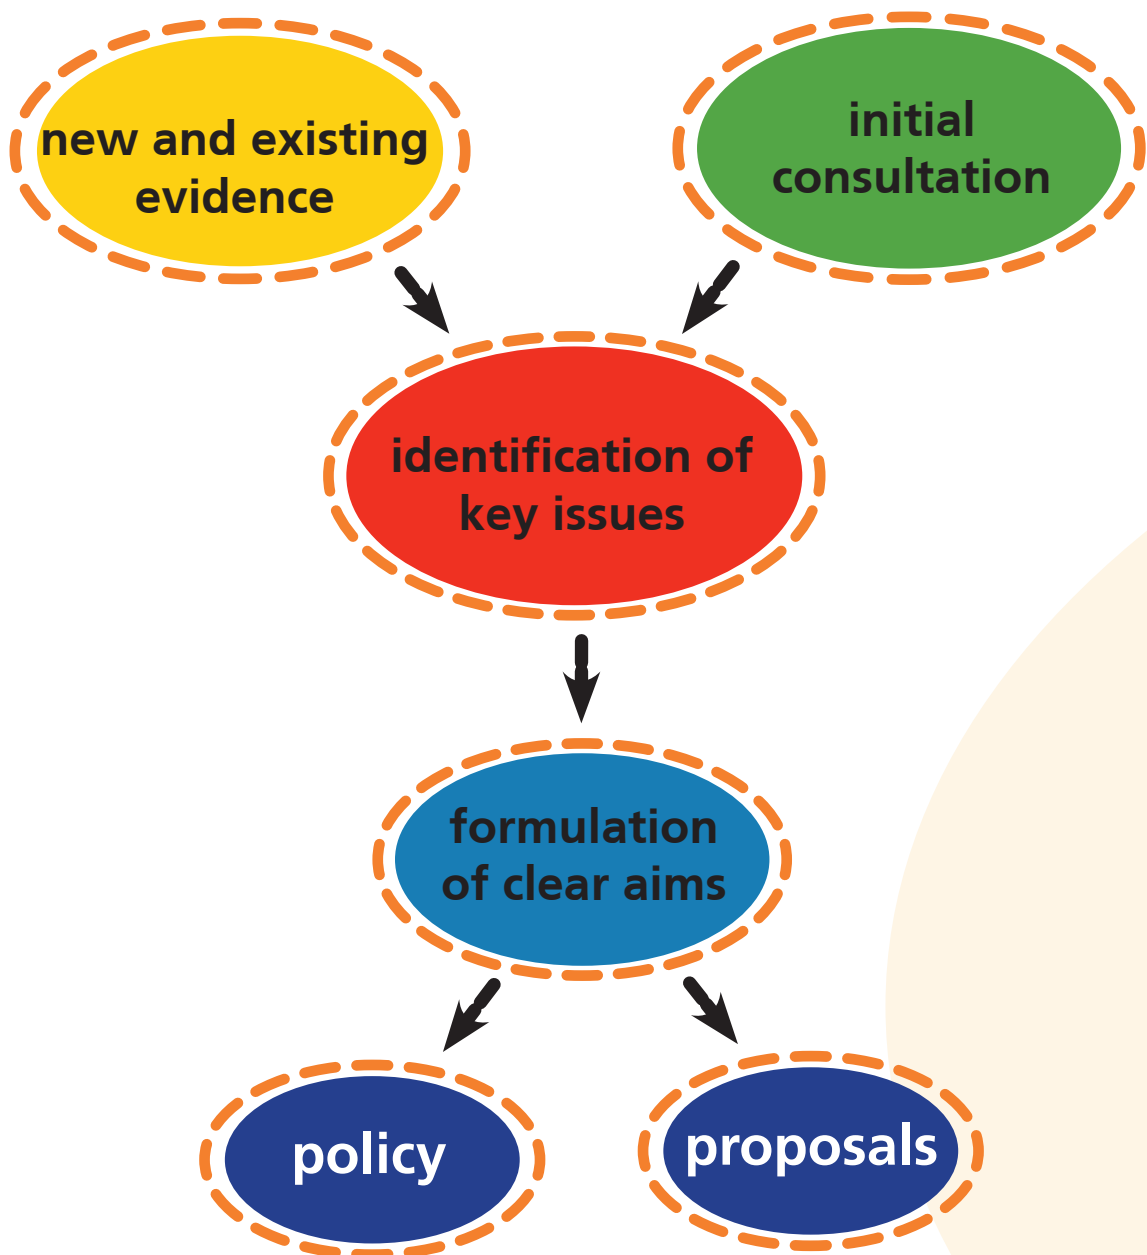 new and existing
evidence
initial
consultation
identification of
key issues
formulation
of clear aims
policy
proposals